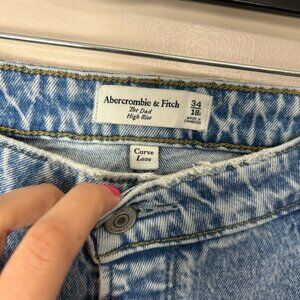 Abercrombie & Fitch
The Dad
High Rise
34
18
Curve
Love